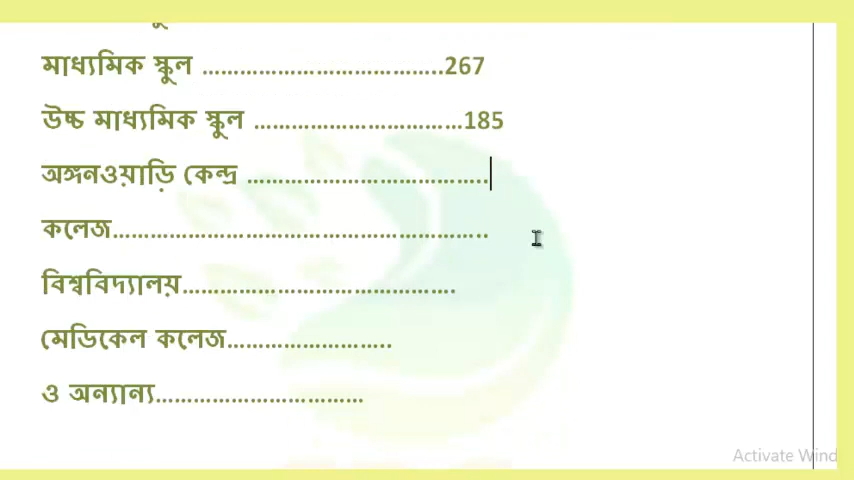 মাধ্যমিক স্কুল ………………………………..267
উচ্চ মাধ্যমিক স্কুল ……………………………185
অঙ্গনওয়াড়ি কেন্দ্র ………………………………..
কলেজ…………………………………………………..
বিশ্ববিদ্যালয়…………………………………….
মেডিকেল কলেজ……………………..
ও অন্যান্য……………………………
Activate Wind